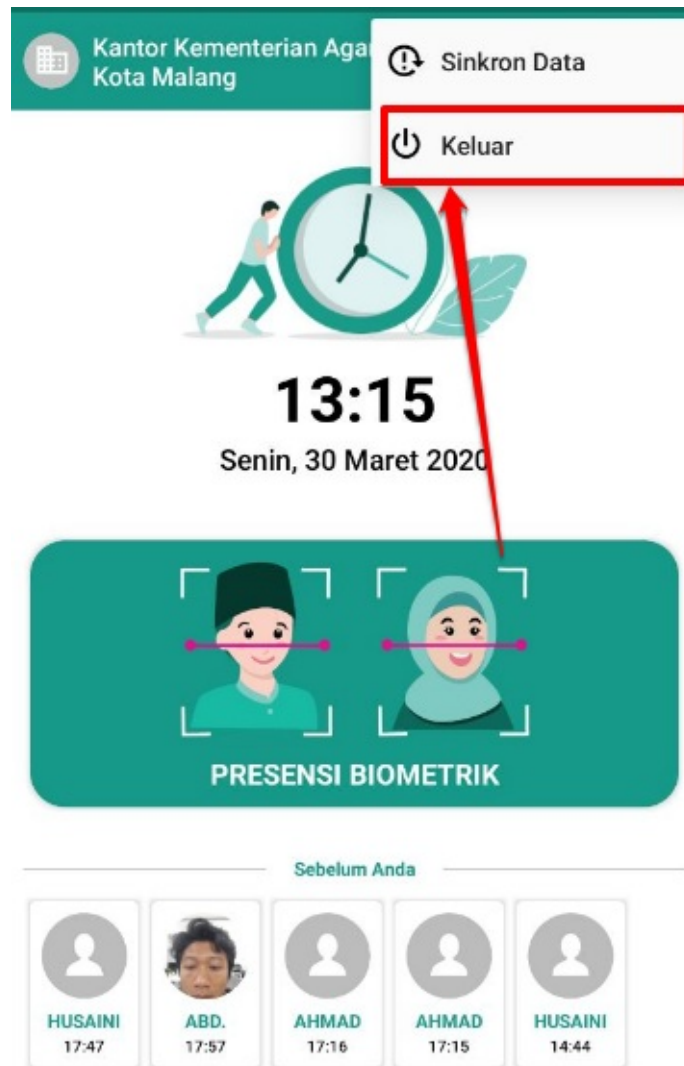 Kantor Kementerian Aga
Kota Malang
Sinkron Data
Keluar
13:15
Senin, 30 Maret 2020
PRESENSI BIOMETRIK
Sebelum Anda
HUSAINI
17:47
ABD.
17:57
AHMAD
17:16
AHMAD
17:15
HUSAINI
14:44